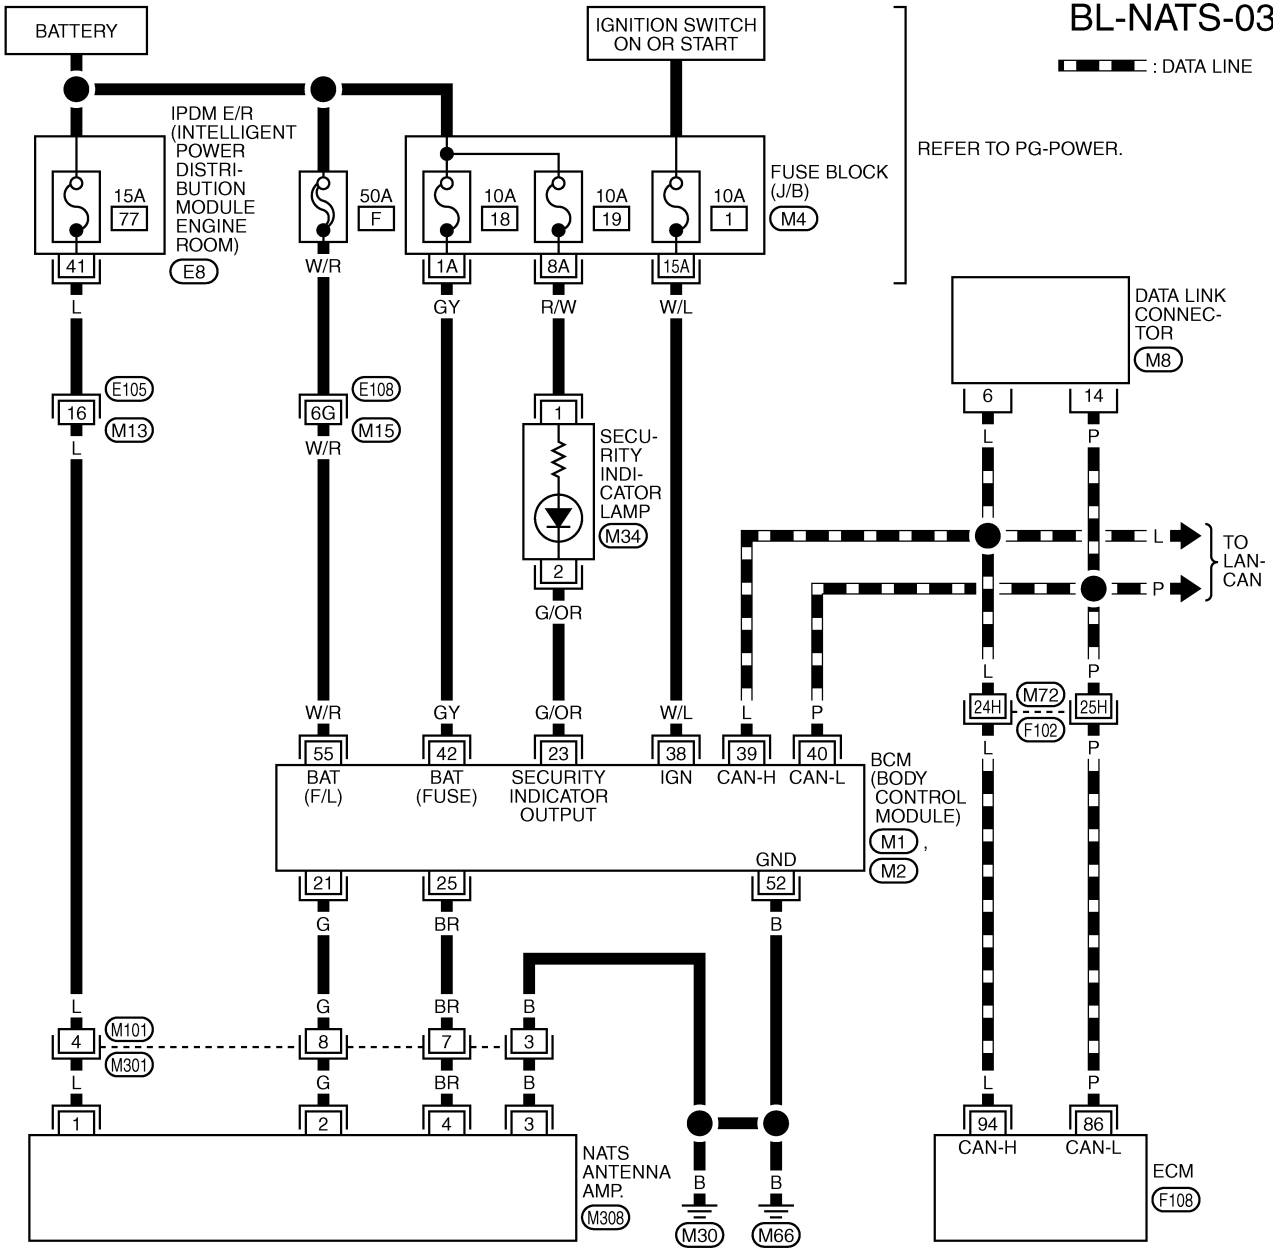 BATTERY
IGNITION SWITCH
ON OR START
BL-NATS-03
: DATA LINE
IPDM E/R
(INTELLIGENT
POWER
DISTRI-
BUTION
MODULE
ENGINE
ROOM)
E8
15A
77
50A
F
10A
18
10A
19
10A
1
FUSE BLOCK
(J/B)
M4
REFER TO PG-POWER.
41
1A
8A
15A
L
W/R
GY
R/W
W/L
DATA LINK
CONNEC-
TOR
M8
6
14
L
P
16
E105
M13
L
6G
E108
M15
W/R
1
SECU-
RITY
INDI-
CATOR
LAMP
M34
2
G/OR
L
P
TO
LAN-
CAN
L
P
24H
M72
F102
25H
L
P
W/R
GY
G/OR
W/L
L
P
55
42
23
38
39
40
BAT
(F/L)
BAT
(FUSE)
SECURITY
INDICATOR
OUTPUT
IGN
CAN-H
CAN-L
BCM
(BODY
CONTROL
MODULE)
M1 ,
M2
GND
21
25
52
G
BR
B
L
G
BR
B
4
M101
M301
8
7
3
L
G
BR
B
1
2
4
3
NATS
ANTENNA
AMP.
M308
B
B
M30
M66
L
P
94
86
CAN-H
CAN-L
ECM
F108